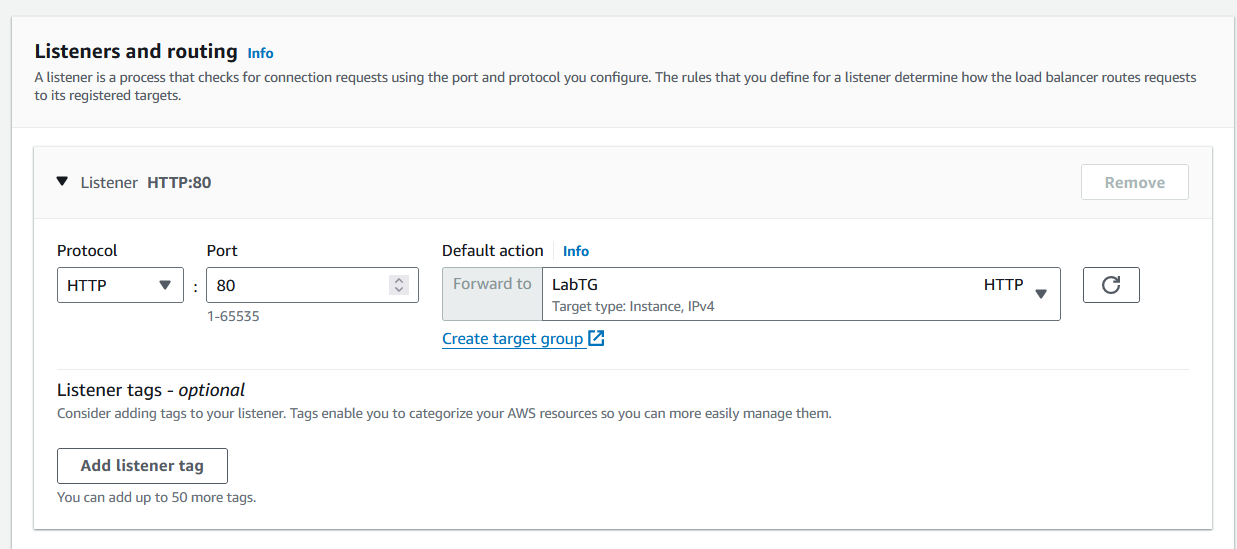 Listeners and routing Info
A listener is a process that checks for connection requests using the port and protocol you configure. The rules that you define for a listener determine how the load balancer routes requests
to its registered targets.
Listener HTTP:80
Remove
Protocol
Port
Default action Info
HTTP
:
80
Forward to
LabTG
HTTP
Target type: Instance, IPv4
1-65535
Create target group
Listener tags - optional
Consider adding tags to your listener. Tags enable you to categorize your AWS resources so you can more easily manage them.
Add listener tag
You can add up to 50 more tags.